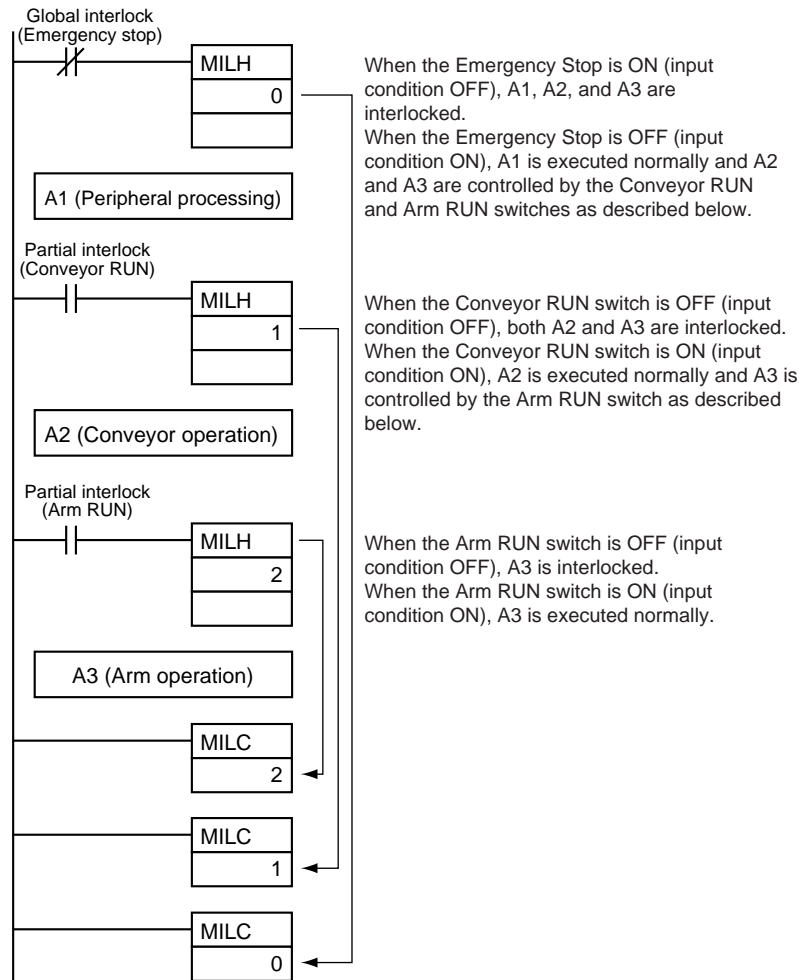 Global interlock
(Emergency stop)
MILH
0
When the Emergency Stop is ON (input
condition OFF), A1, A2, and A3 are
interlocked.
When the Emergency Stop is OFF (input
condition ON), A1 is executed normally and A2
and A3 are controlled by the Conveyor RUN
and Arm RUN switches as described below.
A1 (Peripheral processing)
Partial interlock
(Conveyor RUN)
MILH
1
When the Conveyor RUN switch is OFF (input
condition OFF), both A2 and A3 are interlocked.
When the Conveyor RUN switch is ON (input
condition ON), A2 is executed normally and A3 is
controlled by the Arm RUN switch as described
below.
A2 (Conveyor operation)
Partial interlock
(Arm RUN)
MILH
2
When the Arm RUN switch is OFF (input
condition OFF), A3 is interlocked.
When the Arm RUN switch is ON (input
condition ON), A3 is executed normally.
A3 (Arm operation)
MILC
2
MILC
1
MILC
0